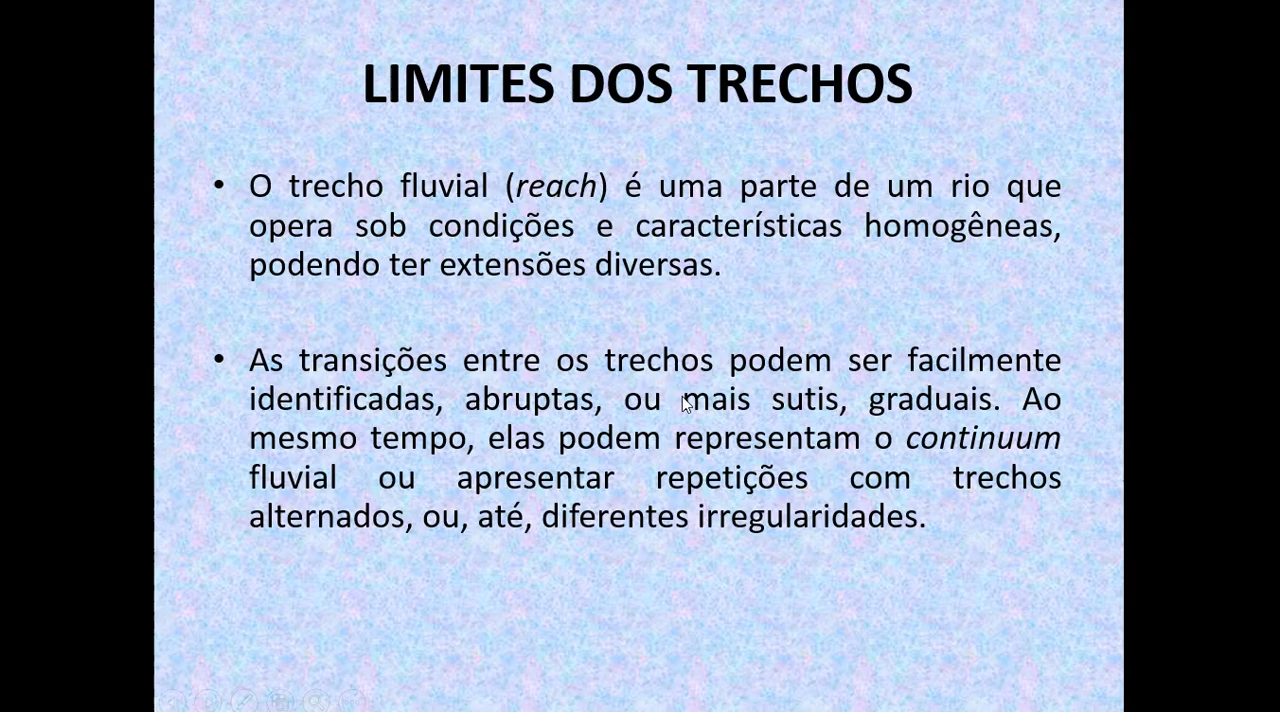 LIMITES DOS TRECHOS
• O trecho fluvial (reach) é uma parte de um rio que
opera sob condições e características homogêneas,
podendo ter extensões diversas.
• As transições entre os trechos podem ser facilmente
identificadas, abruptas, ou mais sutis, graduais. Ao
mesmo tempo, elas podem representam o continuum
fluvial ou apresentar repetições com trechos
alternados, ou, até, diferentes irregularidades.